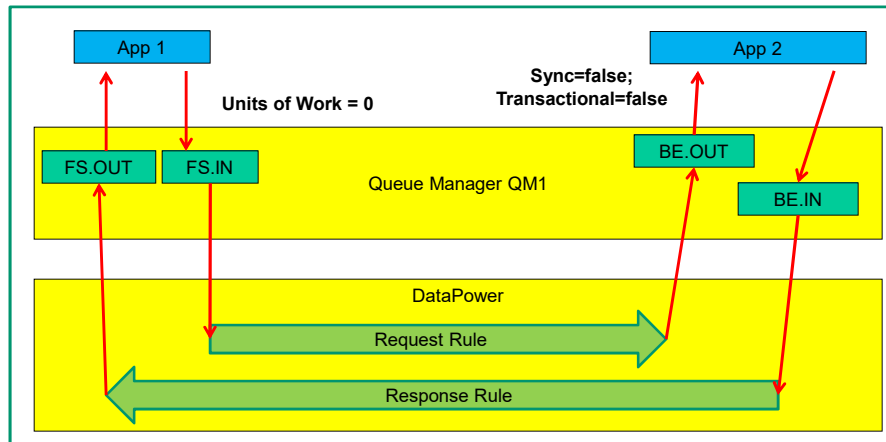 App 1
App 2
Sync=false;
Transactional=false
Units of Work = 0
FS.OUT
FS.IN
BE.OUT
Queue Manager QM1
BE.IN
DataPower
Request Rule
Response Rule